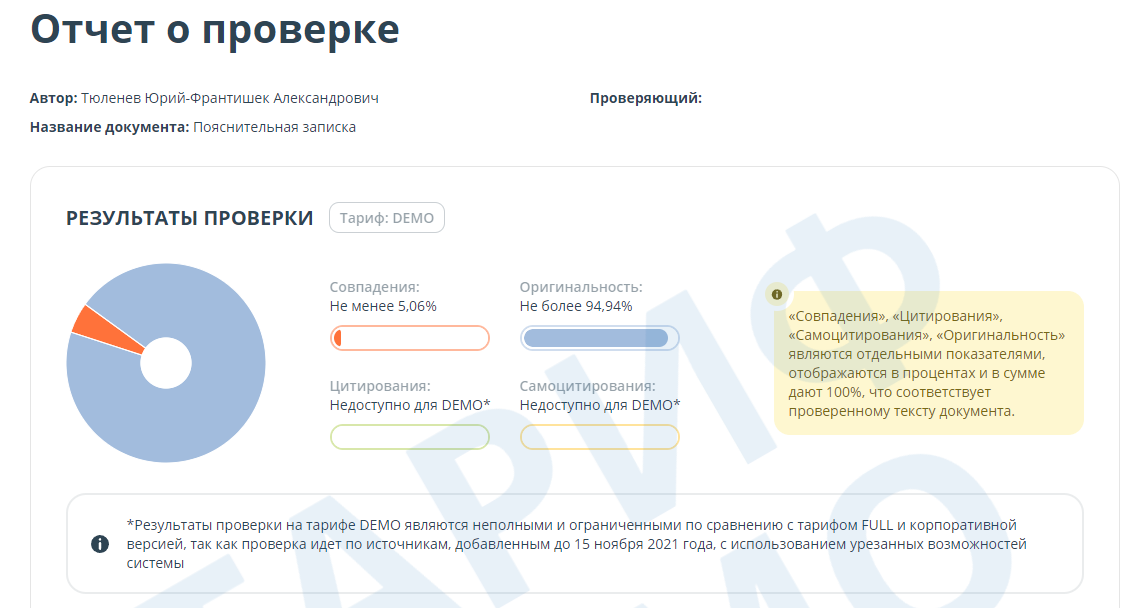 Отчет о проверке
Автор: Тюленев Юрий-Франтишек Александрович
Проверяющий:
Название документа: Пояснительная записка
РЕЗУЛЬТАТЫ ПРОВЕРКИ
Тариф: DEMO
Совпадения:
Не менее 5,06%
Оригинальность:
Не более 94,94%
Цитирования:
Недоступно для DEMO*
Самоцитирования:
Недоступно для DEMO*
«Совпадения», «Цитирования»,
«Самоцитирования», «Оригинальность»
являются отдельными показателями,
отображаются в процентах и в сумме
дают 100%, что соответствует
проверенному тексту документа.
*Результаты проверки на тарифе DEMO являются неполными и ограниченными по сравнению с тарифом FULL и корпоративной
версией, так как проверка идет по источникам, добавленным до 15 ноября 2021 года, с использованием урезанных возможностей
системы
ТАРИФ
МО